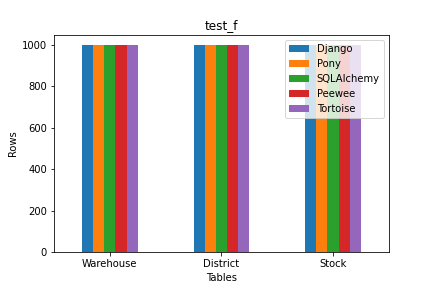 test_f
1000
800
600
400
200
0
Rows
Django
Pony
SQLAlchemy
Peewee
Tortoise
Warehouse
District
Stock
Tables